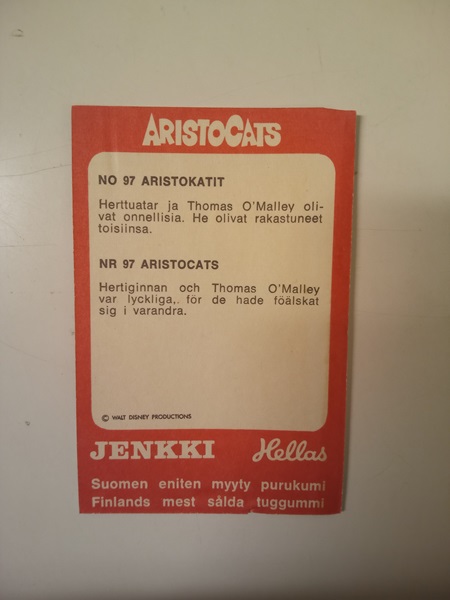 ARISTOCATS
NO 97 ARISTOKATIT
Herttuatar ja Thomas O'Malley oli-
vat onnellisia. He olivat rakastuneet
toisiinsa.
NR 97 ARISTOCATS
Hertiginnan och Thomas O'Malley
var lyckliga,. för de hade föälskat
sig i varandra.
© WALT DISNEY PRODUCTIONS
JENKKI Hellas
Suomen eniten myyty purukumi
Finlands mest sålda tuggummi